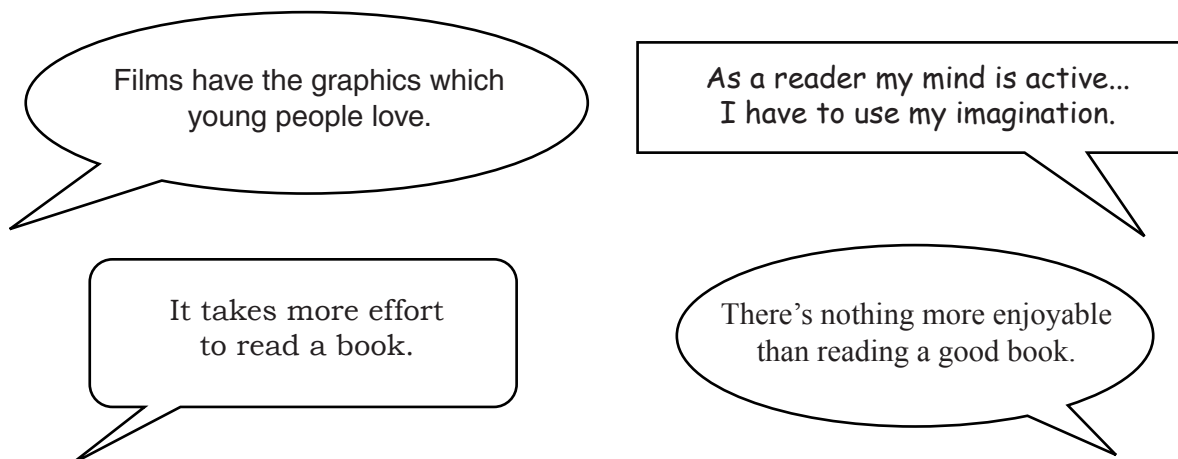 Films have the graphics which
young people love.
As a reader my mind is active...
I have to use my imagination.
It takes more effort
to read a book.
There’s nothing more enjoyable
than reading a good book.